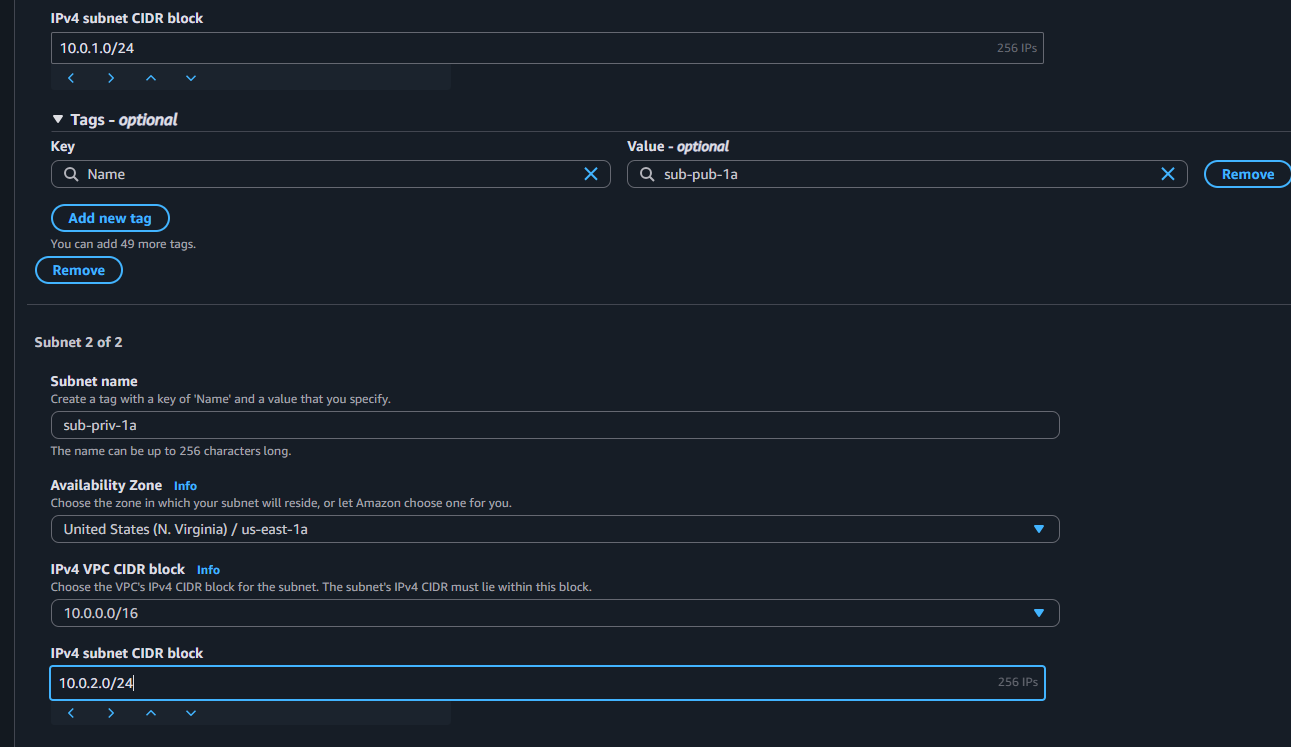 IPv4 subnet CIDR block
10.0.1.0/24 256 IPs
Tags - optional
Key Value - optional
Name sub-pub-1a Remove
Add new tag
You can add 49 more tags.
Remove
Subnet 2 of 2
Subnet name
Create a tag with a key of 'Name' and a value that you specify.
sub-priv-1a
The name can be up to 256 characters long.
Availability Zone Info
Choose the zone in which your subnet will reside, or let Amazon choose one for you.
United States (N. Virginia) / us-east-1a
IPv4 VPC CIDR block Info
Choose the VPC's IPv4 CIDR block for the subnet. The subnet's IPv4 CIDR must lie within this block.
10.0.0.0/16
IPv4 subnet CIDR block
10.0.2.0/24 256 IPs